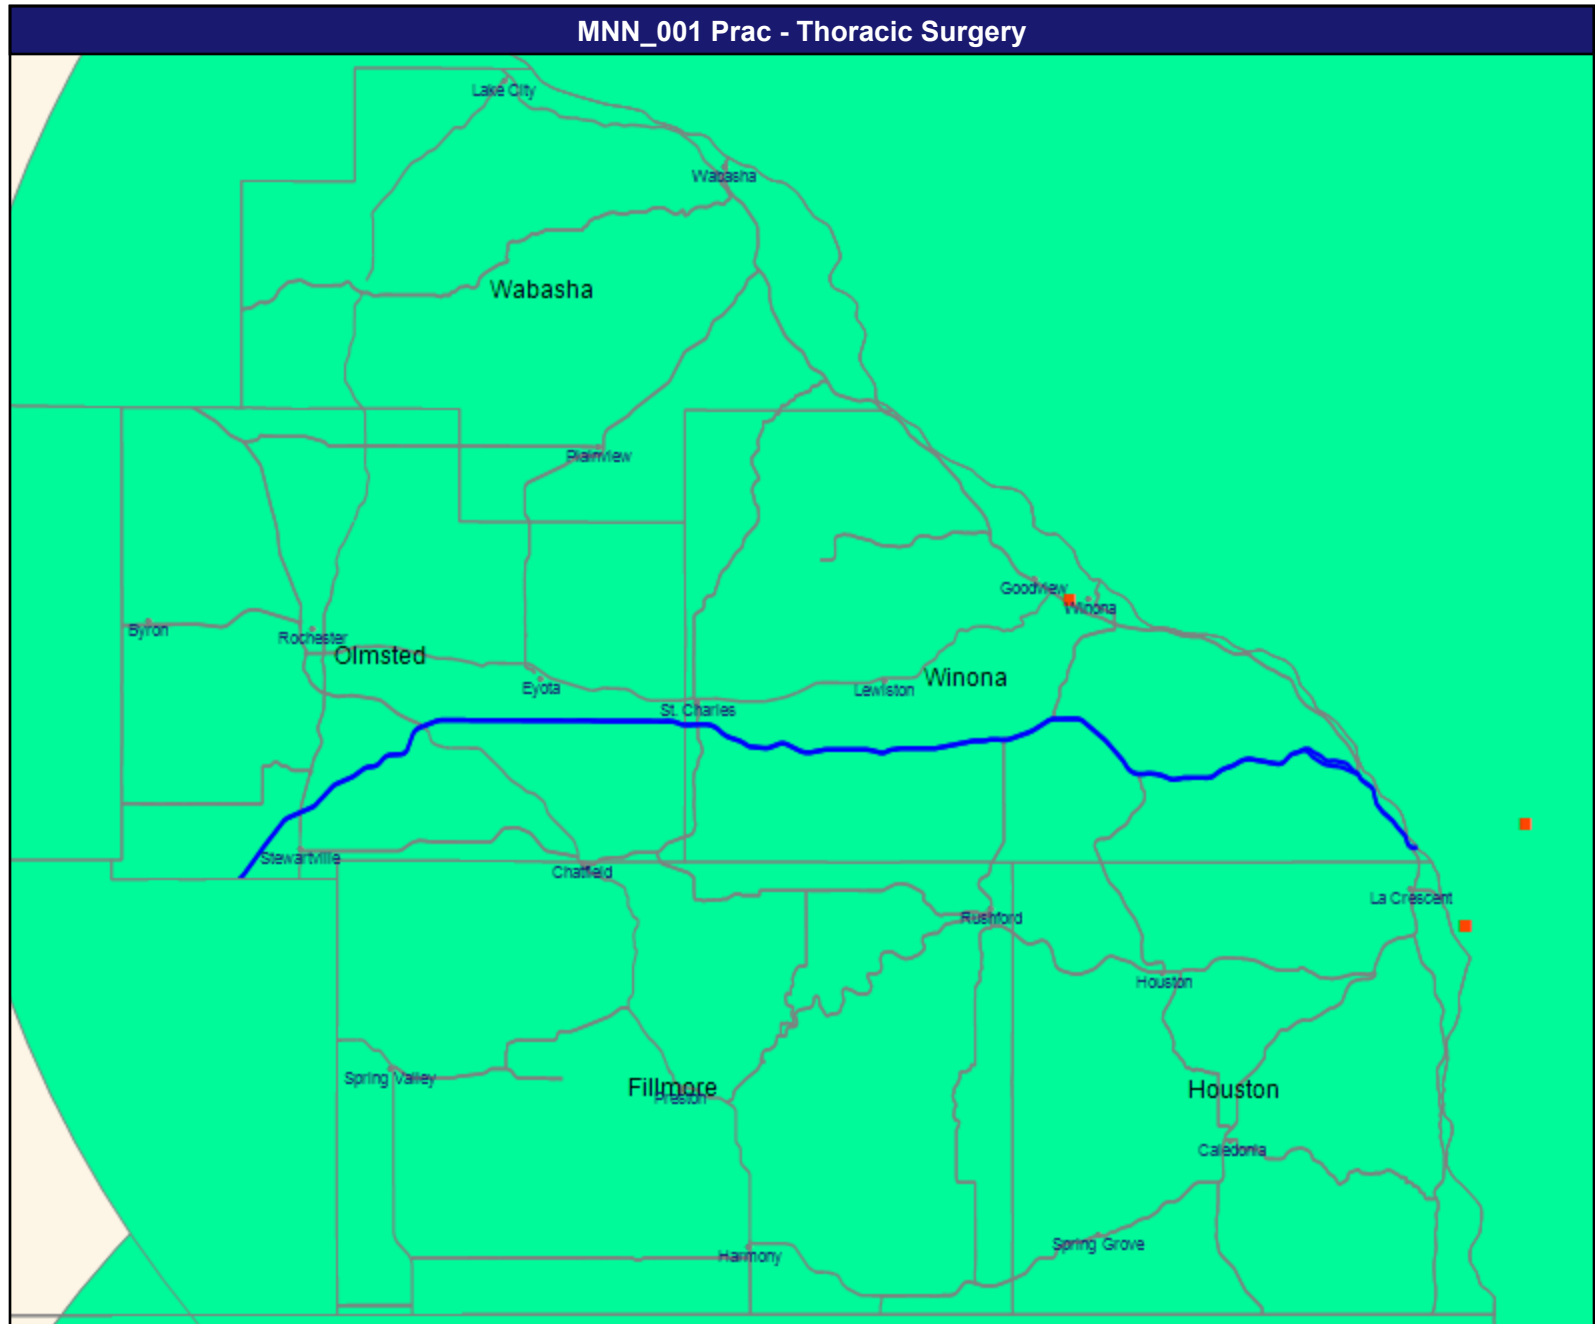 MNN_001 Prac - Thoracic Surgery
Lake City
Wabasha
Wabasha
Plainview
Goodview
Winona
Byron
Rochester
Olmsted
Eyota
Lewiston
Winona
St. Charles
Stewartville
Chatfield
La Crescent
Rushford
Houston
Spring Valley
Fillmore
Preston
Houston
Caledonia
Harmony
Spring Grove